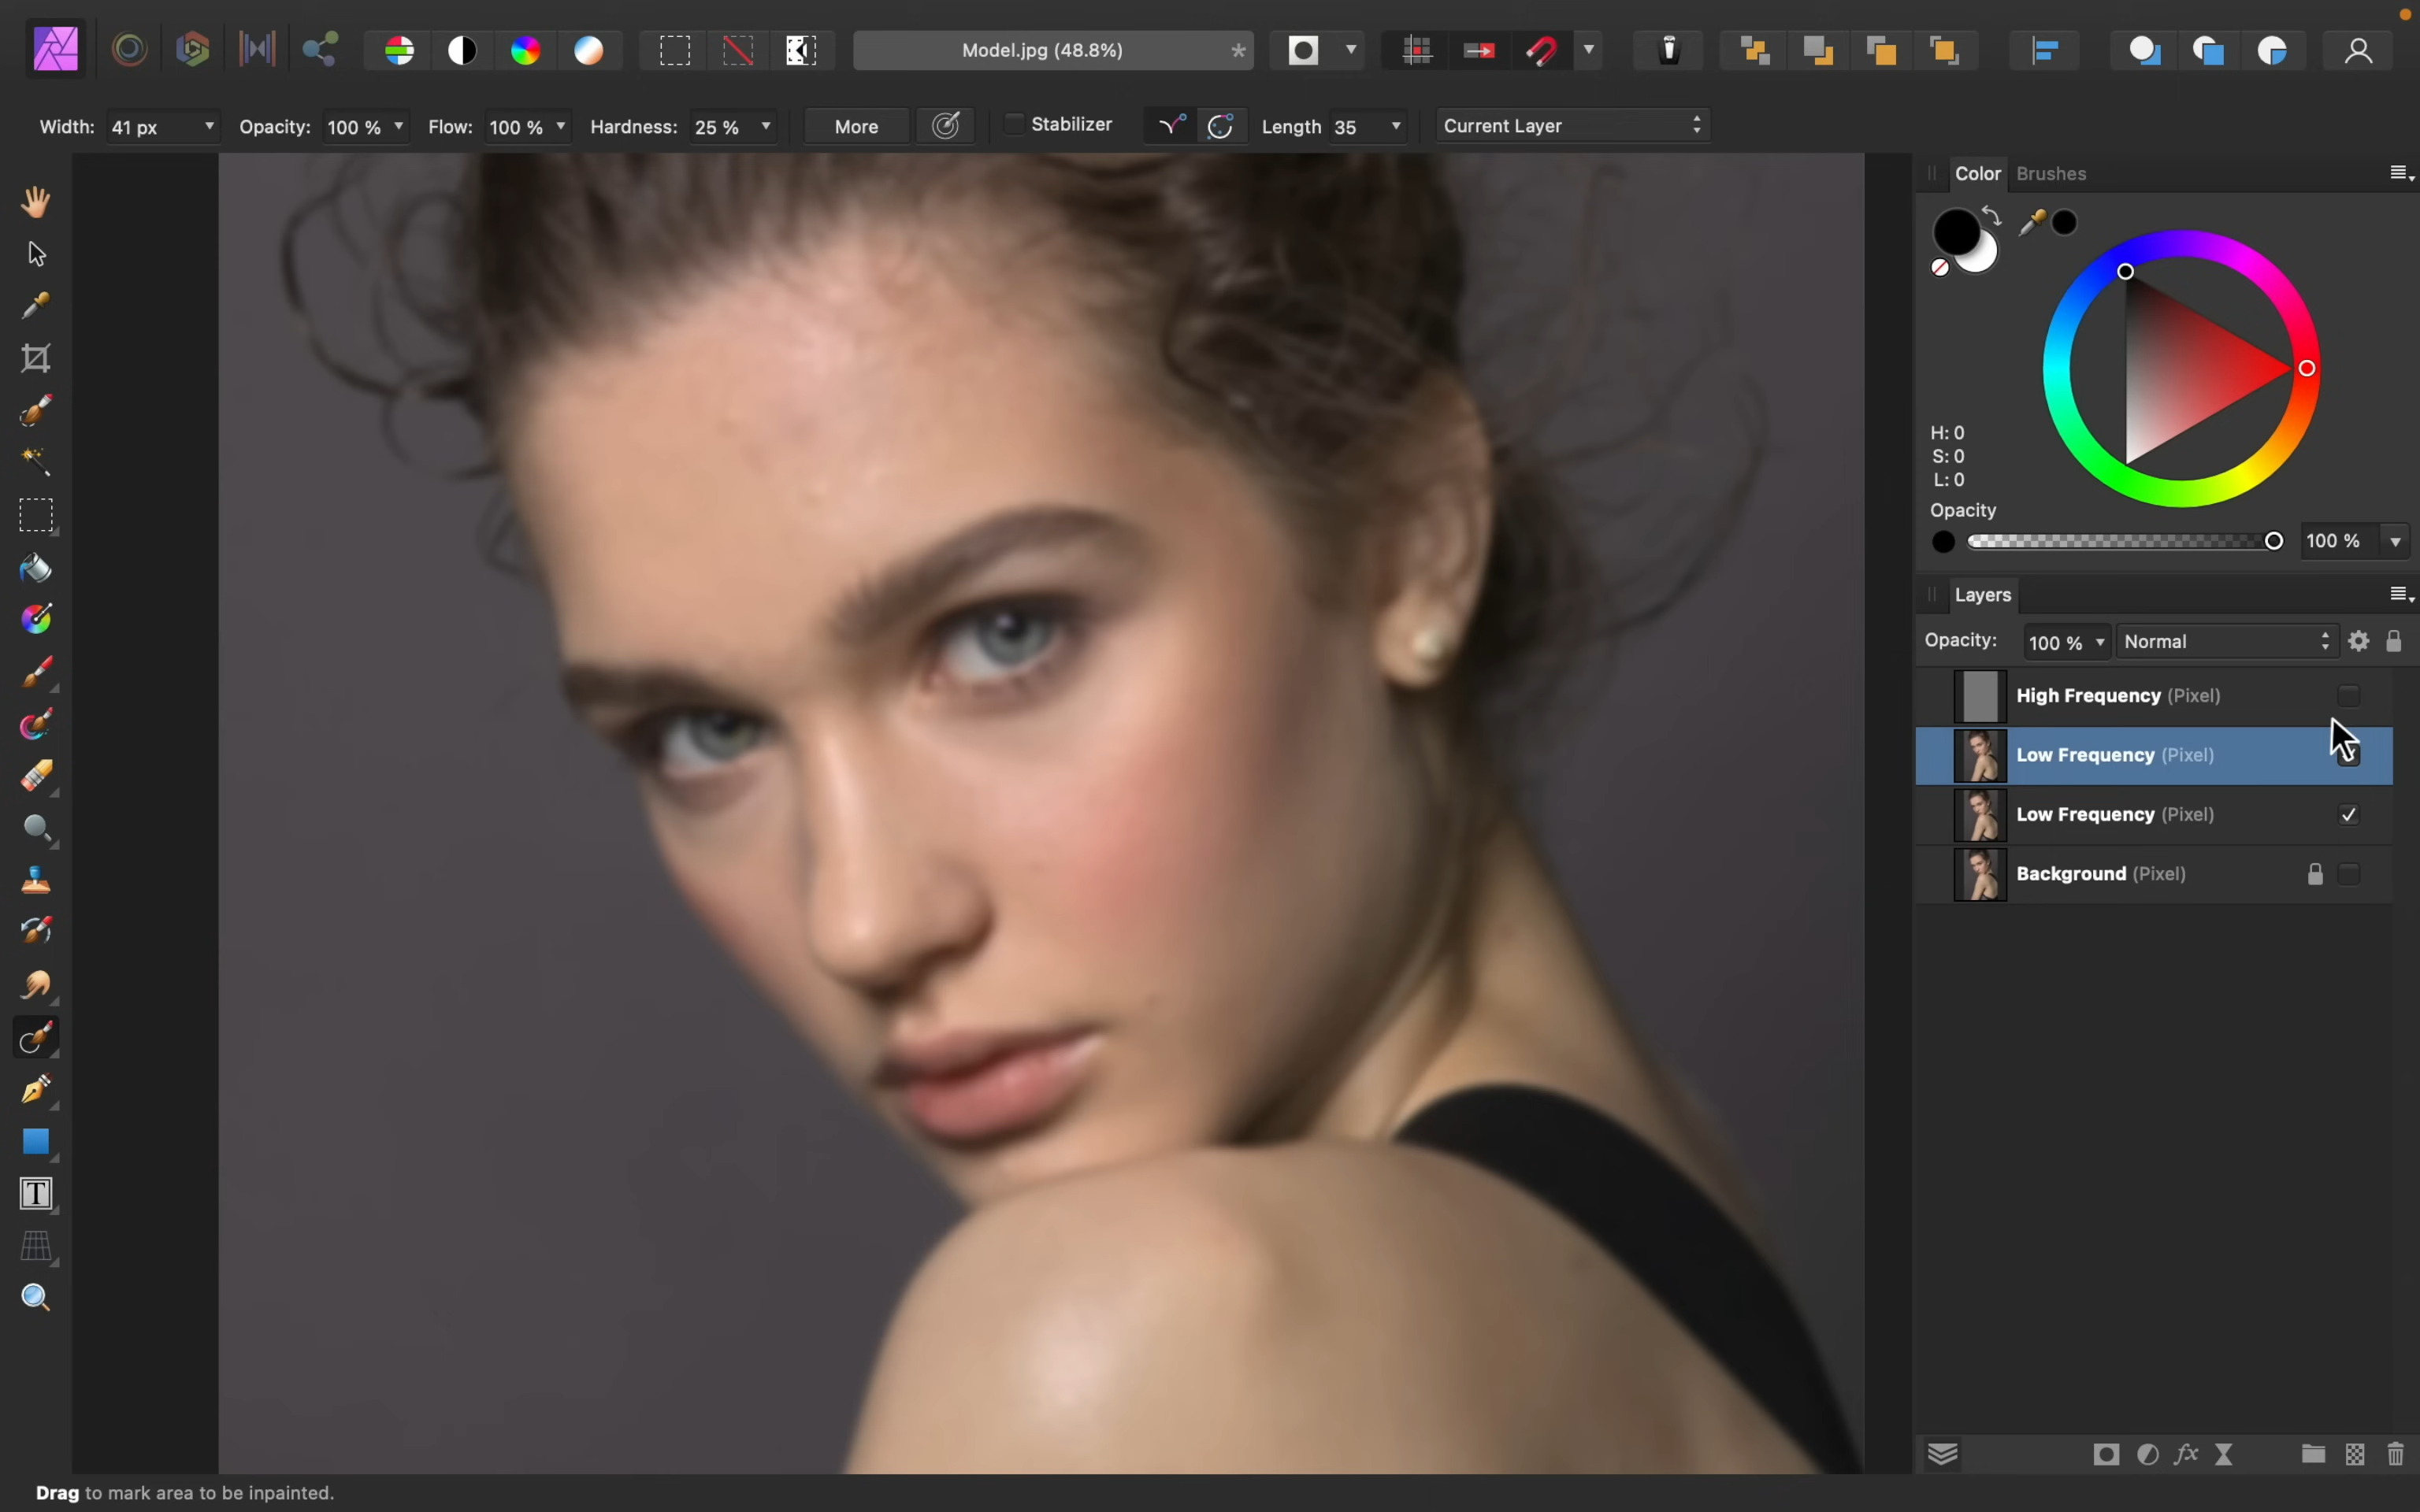 Model.jpg (48.8%)
*
Width: 41 px Opacity: 100 % Flow: 100 % Hardness: 25 % More Stabilizer Length 35 Current Layer
Color Brushes
H: 0
S: 0
L: 0
Opacity
100 %
Layers
Opacity: 100 % Normal
High Frequency (Pixel)
Low Frequency (Pixel)
Low Frequency (Pixel)
Background (Pixel)
T
fx
Drag to mark area to be inpainted.